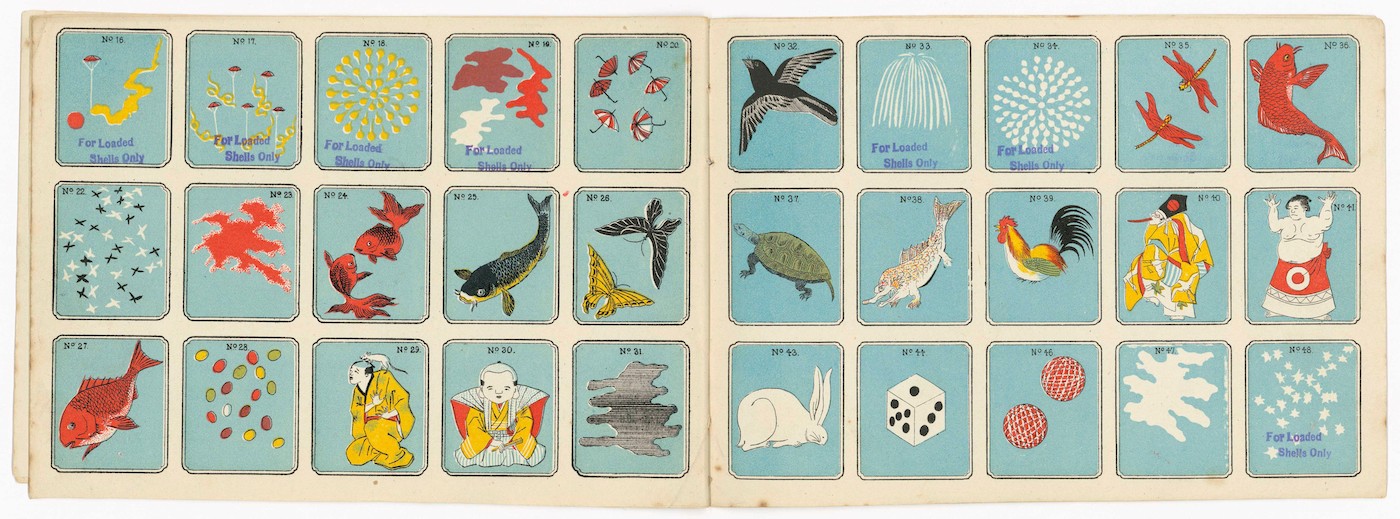 No 16.
For Loaded
Shells Only
No 17.
For Loaded
Shells Only
No 18.
For Loaded
Shells Only
No 19.
For Loaded
Shells Only
No 20.
No 22.
No 23.
No 24.
No 25.
No 26.
No 27.
No 28.
No 29.
No 30.
No 31.
No 32.
No 33.
For Loaded
Shells Only
No 34.
For Loaded
Shells Only
No 35.
No 36.
No 37.
No 38.
No 39.
No 40
No 41.
No 43.
No 44.
No 46.
No 47.
No 48.
For Loaded
Shells Only